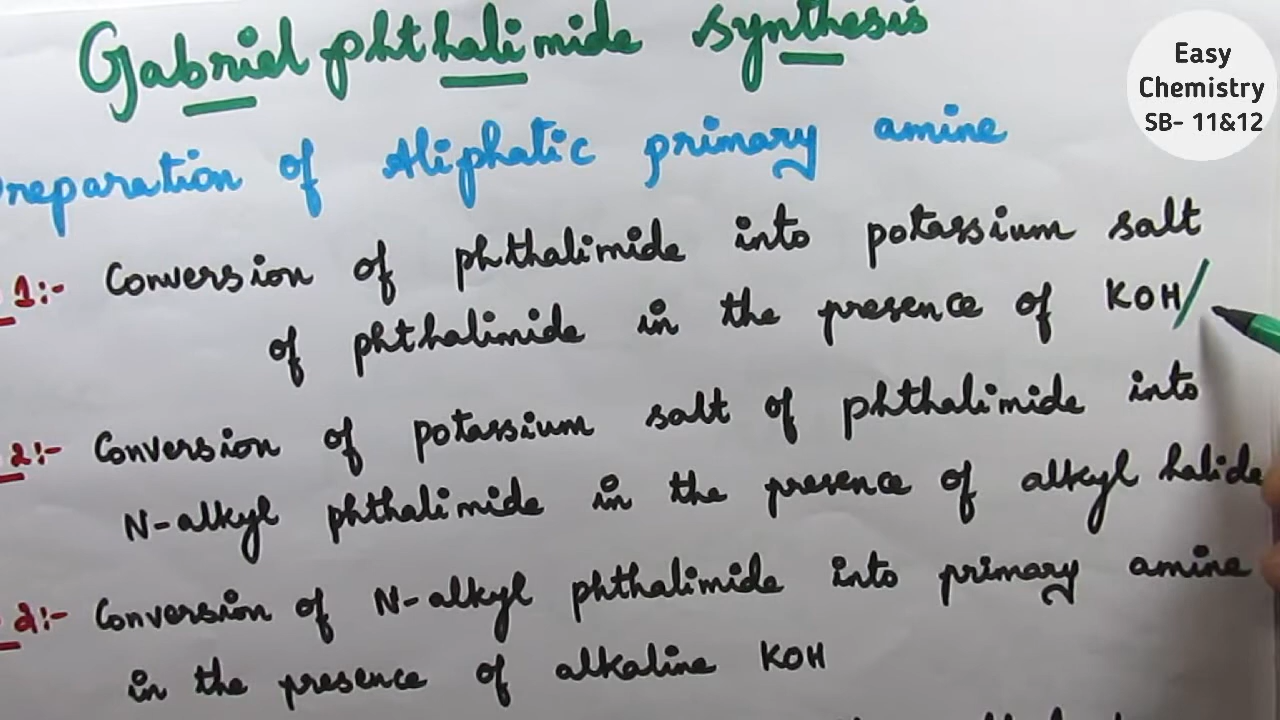 Gabriel phthalimide synthesis
Easy
Chemistry
SB- 11&12
Preparation of Aliphatic primary amine
1:- Conversion of phthalimide into potassium salt
of phthalimide in the presence of KOH/
2:- Conversion of potassium salt of phthalimide into
N-alkyl phthalimide in the presence of alkyl halide
2:- Conversion of N-alkyl phthalimide into primary amine
in the presence of alkaline KOH